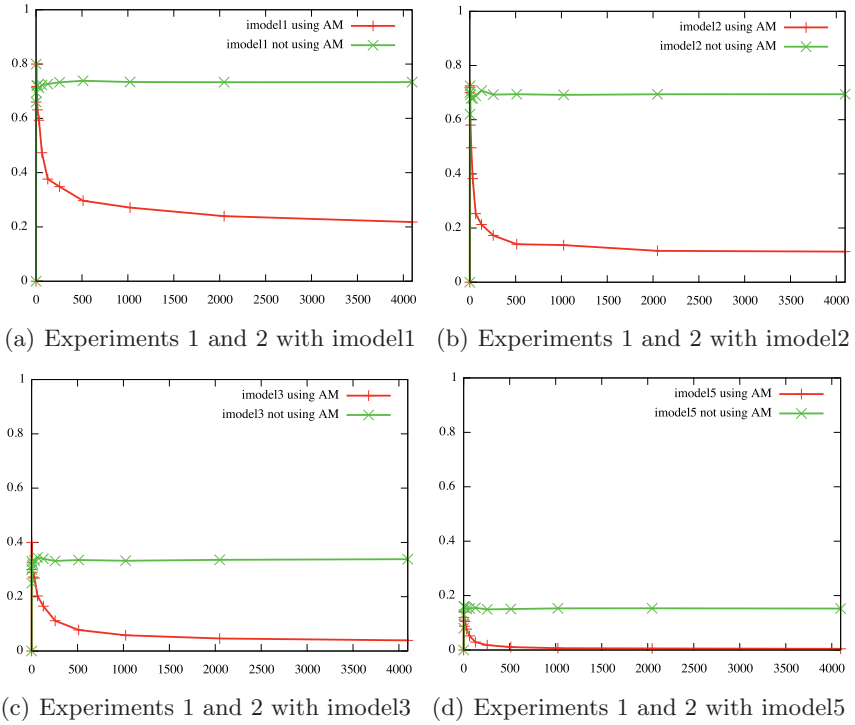 1
0.8
0.6
0.4
0.2
0
0 500 1000 1500 2000 2500 3000 3500 4000
imodel1 using AM
imodel1 not using AM
(a) Experiments 1 and 2 with imodel1
1
0.8
0.6
0.4
0.2
0
0 500 1000 1500 2000 2500 3000 3500 4000
imodel2 using AM
imodel2 not using AM
(b) Experiments 1 and 2 with imodel2
1
0.8
0.6
0.4
0.2
0
0 500 1000 1500 2000 2500 3000 3500 4000
imodel3 using AM
imodel3 not using AM
(c) Experiments 1 and 2 with imodel3
1
0.8
0.6
0.4
0.2
0
0 500 1000 1500 2000 2500 3000 3500 4000
imodel5 using AM
imodel5 not using AM
(d) Experiments 1 and 2 with imodel5